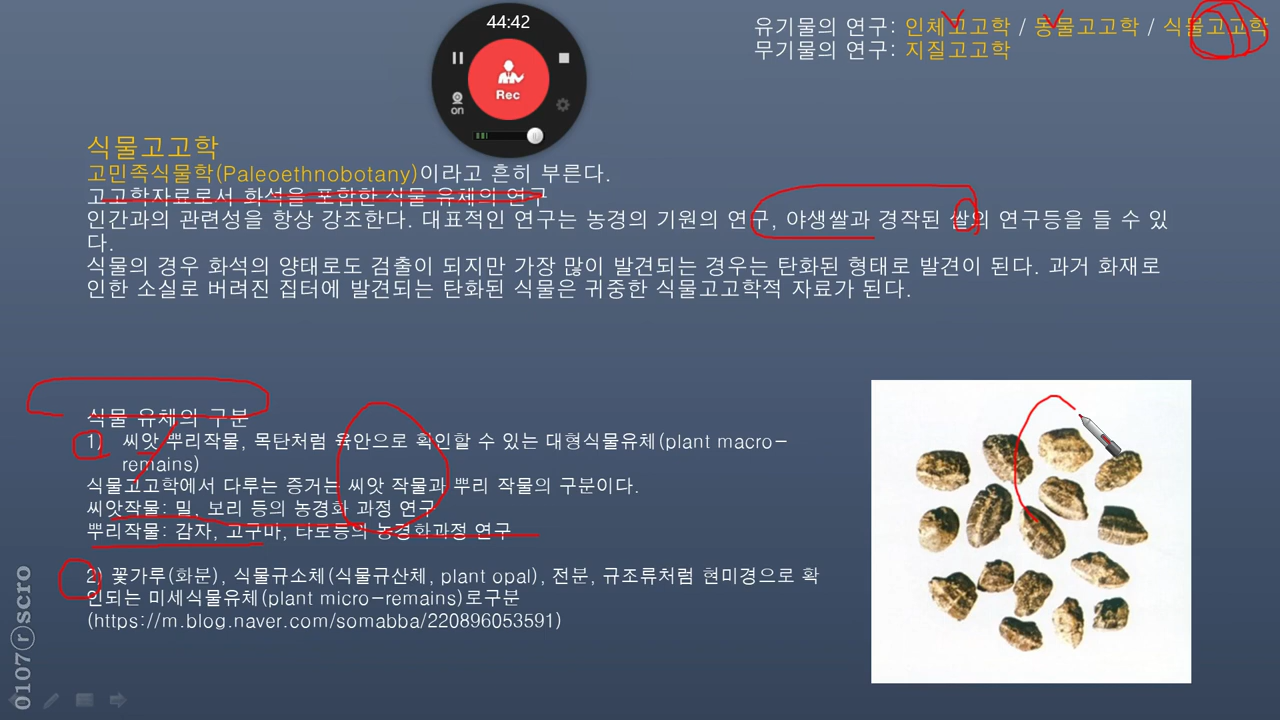 44:42
Rec
on
유기물의 연구: 인체고고학 / 동물고고학 / 식물고고학
무기물의 연구: 지질고고학
식물고고학
고민족식물학(Paleoethnobotany)이라고 흔히 부른다.
고고학자료로서 화석을 포함한 식물 유체의 연구
인간과의 관련성을 항상 강조한다. 대표적인 연구는 농경의 기원의 연구, 야생쌀과 경작된 쌀의 연구등을 들 수 있
다.
식물의 경우 화석의 양태로도 검출이 되지만 가장 많이 발견되는 경우는 탄화된 형태로 발견이 된다. 과거 화재로
인한 소실로 버려진 집터에 발견되는 탄화된 식물은 귀중한 식물고고학적 자료가 된다.
식물 유체의 구분
1) 씨앗 뿌리작물, 목탄처럼 육안으로 확인할 수 있는 대형식물유체(plant macro-
remains)
식물고고학에서 다루는 증거는 씨앗 작물과 뿌리 작물의 구분이다.
씨앗작물: 밀, 보리 등의 농경화 과정 연구
뿌리작물: 감자, 고구마, 타로등의 농경화과정 연구
2) 꽃가루(화분), 식물규소체(식물규산체, plant opal), 전분, 규조류처럼 현미경으로 확
인되는 미세식물유체(plant micro-remains)로구분
(https://m.blog.naver.com/somabba/220896053591)
0107ⓡscro